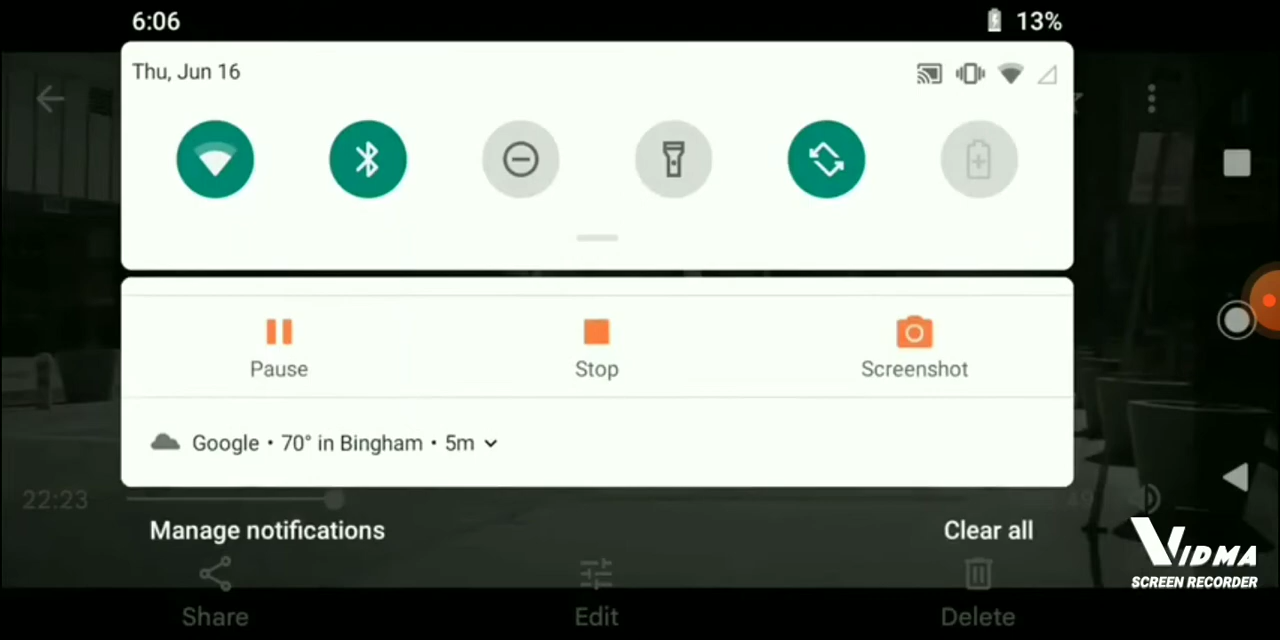 6:06
13%
Thu, Jun 16
Pause
Stop
Screenshot
Google • 70° in Bingham • 5m
22:23
Manage notifications
Clear all
VIDMA
SCREEN RECORDER
Share
Edit
Delete